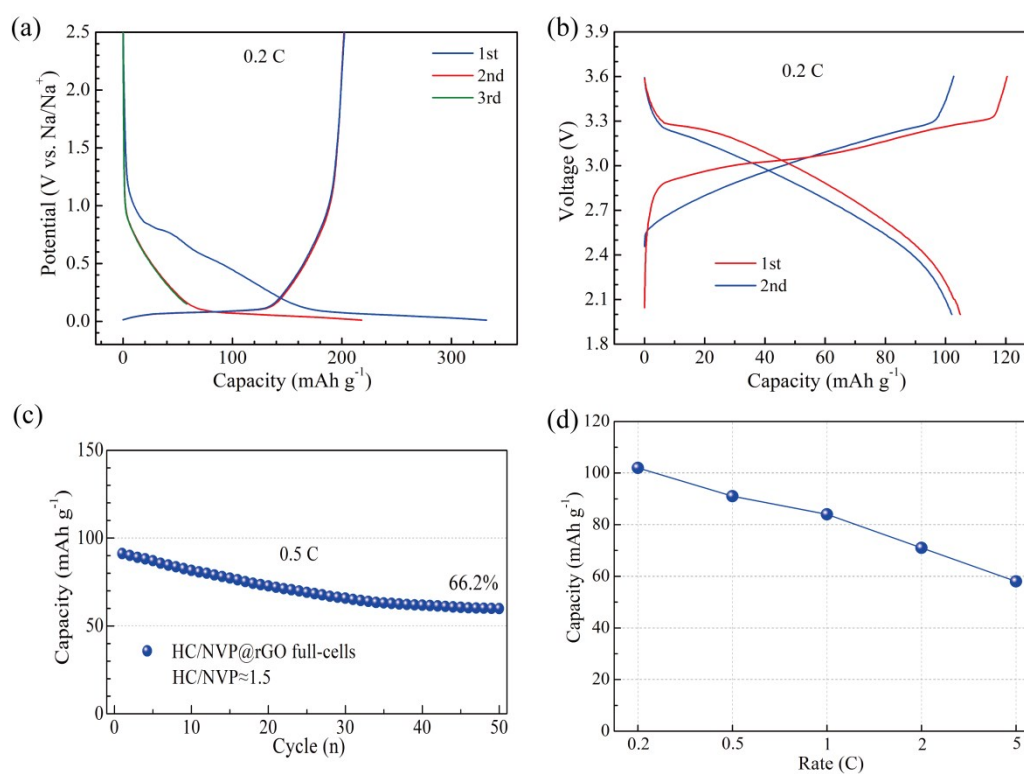 (a)
2.5
2.0
1.5
1.0
0.5
0.0
Potential (V vs. Na/Na⁺)
0.2 C
1st
2nd
3rd
0
100
200
300
Capacity (mAh g⁻¹)
(b)
3.9
3.6
3.3
3.0
2.7
2.4
2.1
1.8
Voltage (V)
0.2 C
1st
2nd
0
20
40
60
80
100
120
Capacity (mAh g⁻¹)
(c)
150
100
50
0
Capacity (mAh g⁻¹)
0.5 C
66.2%
HC/NVP@rGO full-cells
HC/NVP≈1.5
0
10
20
30
40
50
Cycle (n)
(d)
120
100
80
60
40
20
0
Capacity (mAh g⁻¹)
0.2
0.5
1
2
5
Rate (C)